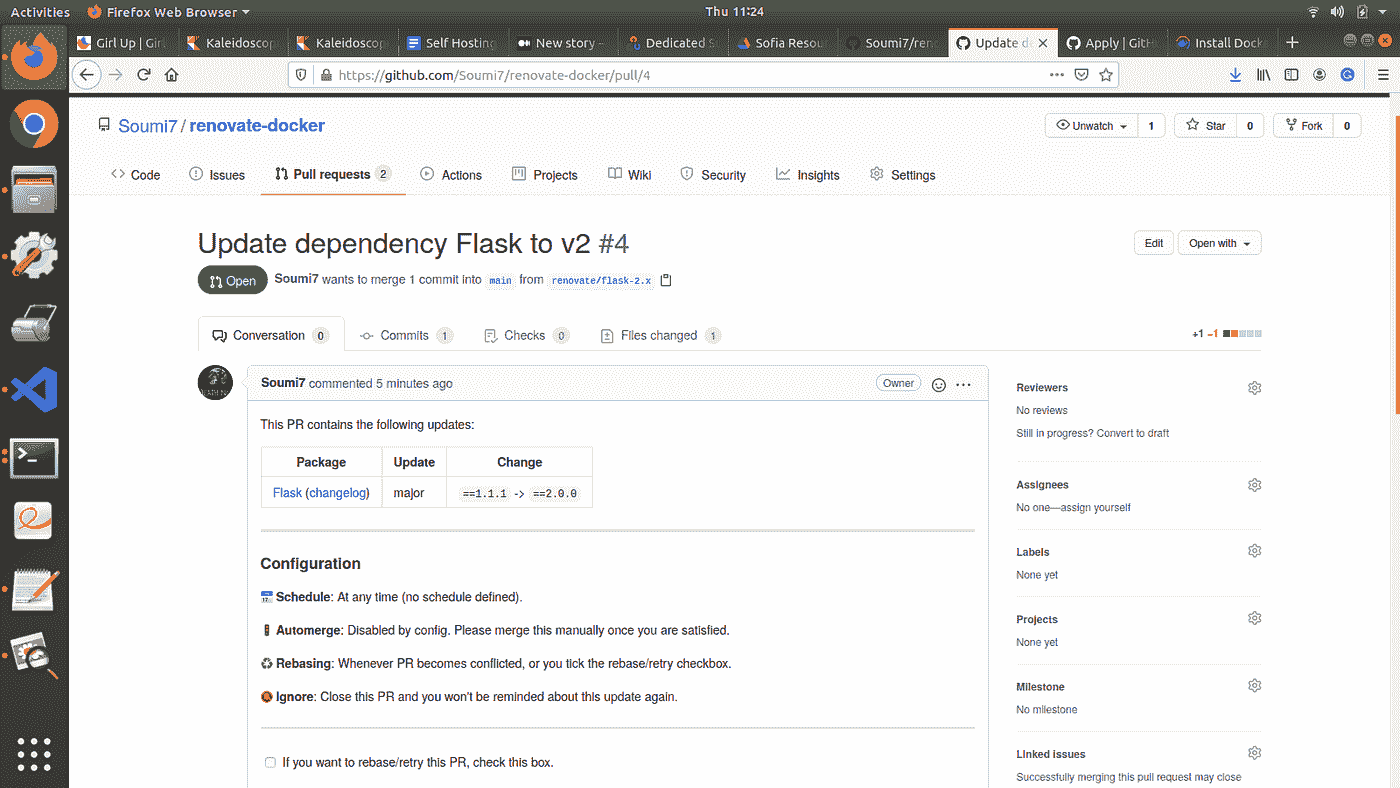 Activities Firefox Web Browser Thu 11:24
Girl Up | Gir Kaleidoscop Kaleidoscop Self Hosting New story – Dedicated S Sofia Resou Soumi7/reno Update de Apply | GitH Install Dock
https://github.com/Soumi7/renovate-docker/pull/4
Soumi7 / renovate-docker Unwatch 1 Star 0 Fork 0
Code Issues Pull requests 2 Actions Projects Wiki Security Insights Settings
Update dependency Flask to v2 #4 Edit Open with
Open Soumi7 wants to merge 1 commit into main from renovate/flask-2.x
Conversation 0 Commits 1 Checks 0 Files changed 1 +1 −1
Soumi7 commented 5 minutes ago Owner
This PR contains the following updates:
Package Update Change
Flask (changelog) major ==1.1.1 -> ==2.0.0
Configuration
Schedule: At any time (no schedule defined).
Automerge: Disabled by config. Please merge this manually once you are satisfied.
Rebasing: Whenever PR becomes conflicted, or you tick the rebase/retry checkbox.
Ignore: Close this PR and you won't be reminded about this update again.
If you want to rebase/retry this PR, check this box.
Reviewers
No reviews
Still in progress? Convert to draft
Assignees
No one—assign yourself
Labels
None yet
Projects
None yet
Milestone
No milestone
Linked issues
Successfully merging this pull request may close